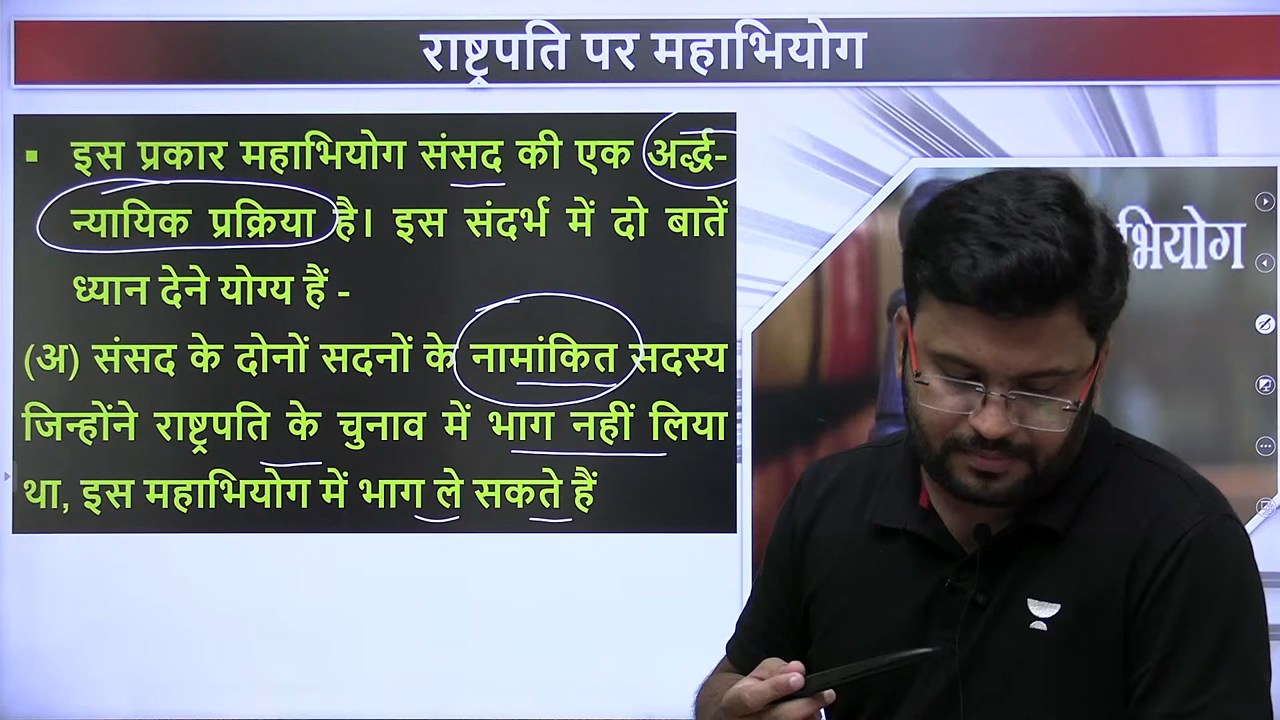 राष्ट्रपति पर महाभियोग
▪ इस प्रकार महाभियोग संसद की एक अर्द्ध-
न्यायिक प्रक्रिया है। इस संदर्भ में दो बातें
ध्यान देने योग्य हैं -
(अ) संसद के दोनों सदनों के नामांकित सदस्य
जिन्होंने राष्ट्रपति के चुनाव में भाग नहीं लिया
था, इस महाभियोग में भाग ले सकते हैं
भियोग